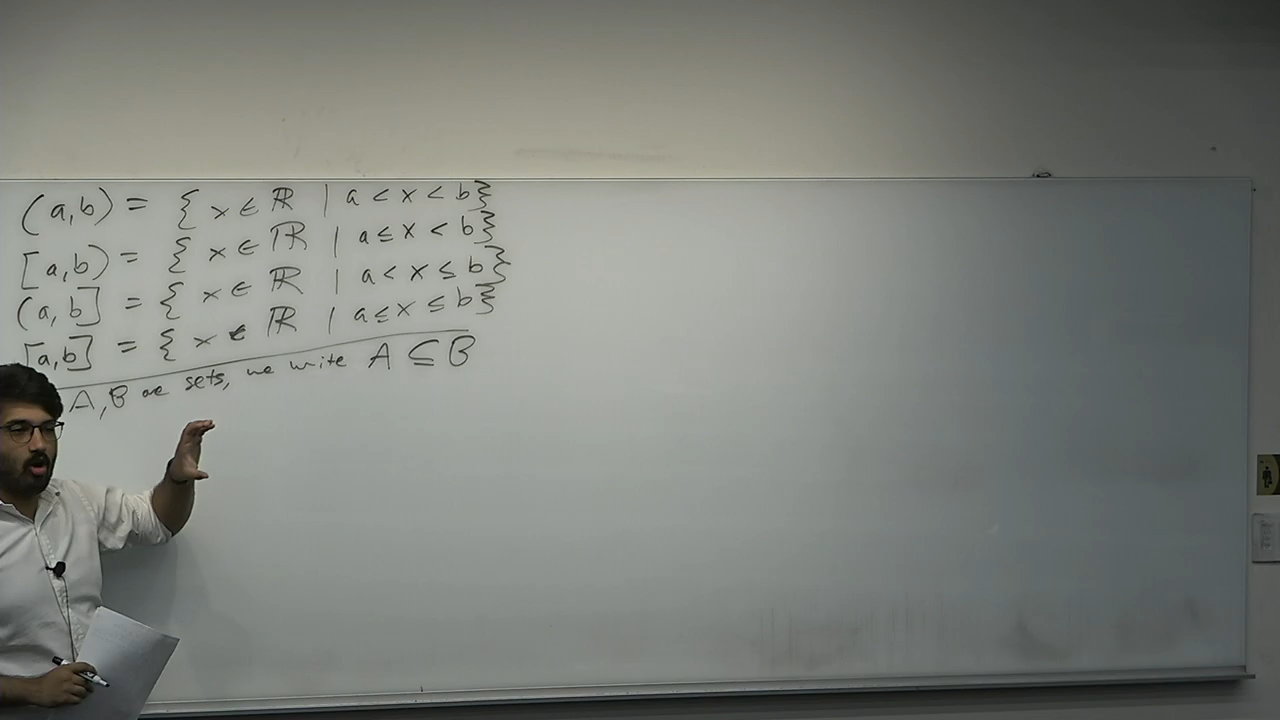 (a,b) = { x ∈ ℝ | a < x < b}
[a,b) = { x ∈ ℝ | a ≤ x < b}
(a,b] = { x ∈ ℝ | a < x ≤ b}
[a,b] = { x ∈ ℝ | a ≤ x ≤ b}
A, B are sets, we write A ⊆ B